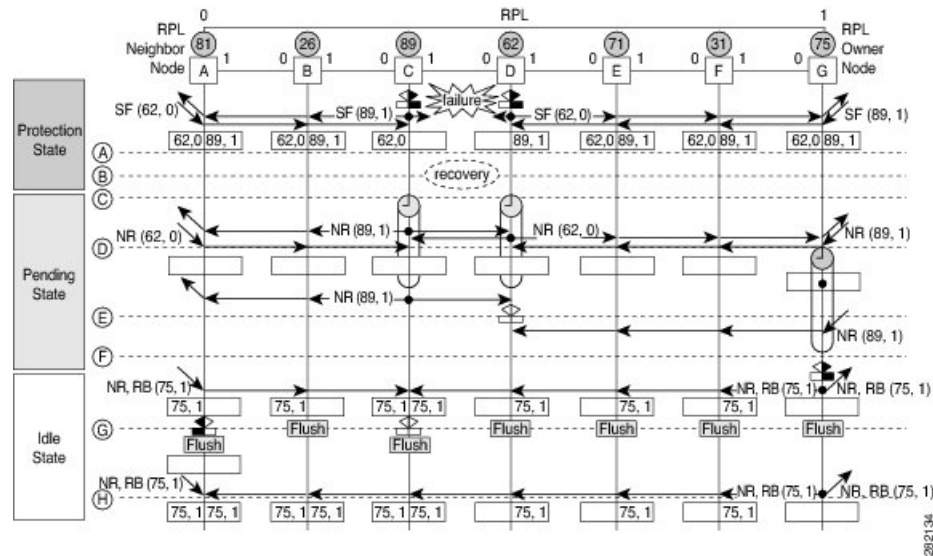 0 RPL 1
RPL Neighbor Node
81 26 89 62 71 31 75
RPL Owner Node
1 0 1 0 1 0 1 0 1 0 1 0
A B C D E F G
Protection State
failure
SF (62, 0) SF (89, 1) SF (62, 0) SF (89, 1)
62,0 89, 1 62,0 89, 1 62,0 89, 1 62,0 89, 1 62,0 89, 1 62,0 89, 1
A
B
recovery
C
Pending State
NR (89, 1) NR (62, 0)
NR (62, 0) NR (89, 1)
D
NR (89, 1)
E
NR (89, 1)
F
Idle State
NR, RB (75, 1) NR, RB (75, 1) NR, RB (75, 1)
75, 1 75, 1 75, 1 75, 1 75, 1 75, 1 75, 1
G
Flush Flush Flush Flush Flush
Flush Flush
NR, RB (75, 1) NR, RB (75, 1) NR, RB (75, 1)
H
75, 1 75, 1 75, 1 75, 1 75, 1 75, 1 75, 1 75, 1 75, 1
282134